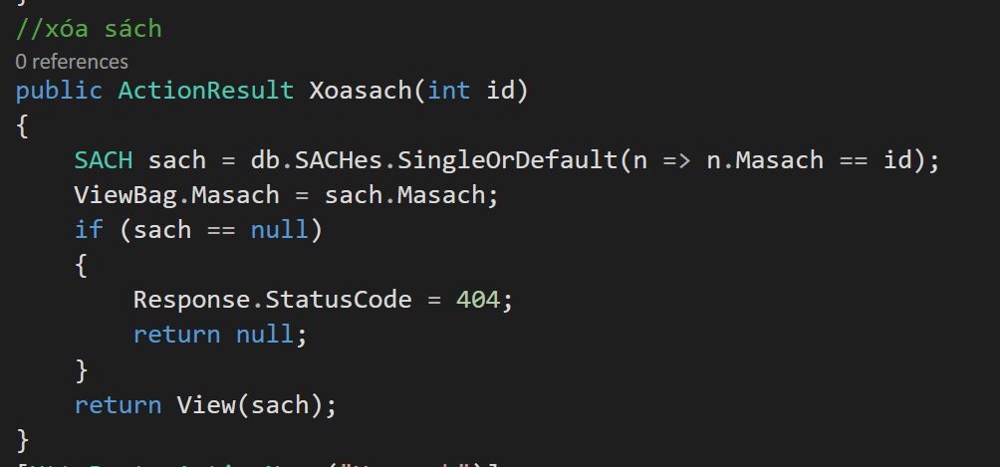 }
//xóa sách
0 references
public ActionResult Xoasach(int id)
{
    SACH sach = db.SACHes.SingleOrDefault(n => n.Masach == id);
    ViewBag.Masach = sach.Masach;
    if (sach == null)
    {
        Response.StatusCode = 404;
        return null;
    }
    return View(sach);
}